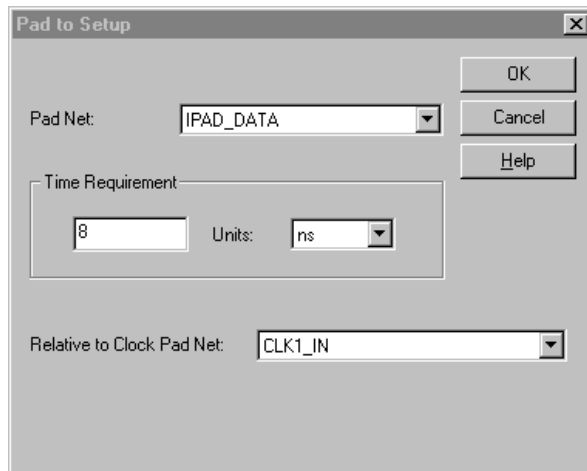 Pad to Setup
OK
Pad Net: IPAD_DATA
Cancel
Help
Time Requirement
8 Units: ns
Relative to Clock Pad Net: CLK1_IN